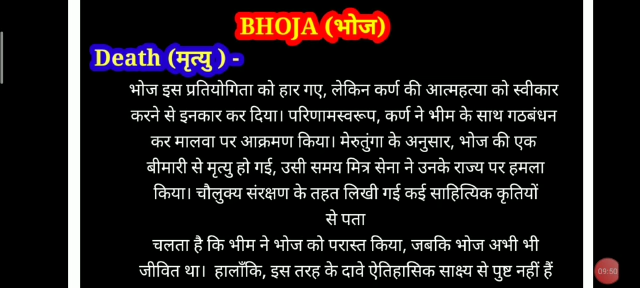 BHOJA (भोज)
Death (मृत्यु ) -
भोज इस प्रतियोगिता को हार गए, लेकिन कर्ण की आत्महत्या को स्वीकार
करने से इनकार कर दिया। परिणामस्वरूप, कर्ण ने भीम के साथ गठबंधन
कर मालवा पर आक्रमण किया। मेरुतुंगा के अनुसार, भोज की एक
बीमारी से मृत्यु हो गई, उसी समय मित्र सेना ने उनके राज्य पर हमला
किया। चौलुक्य संरक्षण के तहत लिखी गई कई साहित्यिक कृतियों
से पता
चलता है कि भीम ने भोज को परास्त किया, जबकि भोज अभी भी
जीवित था।  हालाँकि, इस तरह के दावे ऐतिहासिक साक्ष्य से पुष्ट नहीं हैं
09:50